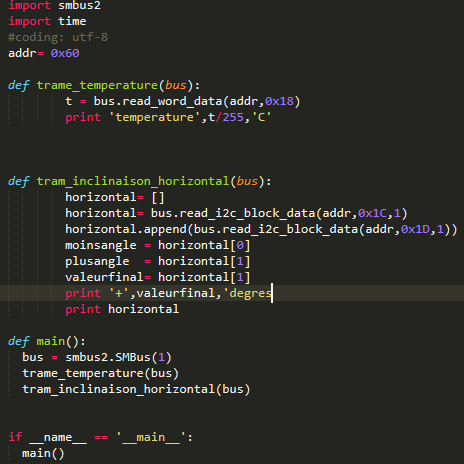 import smbus2
import time
#coding: utf-8
addr= 0x60
def trame_temperature(bus):
t = bus.read_word_data(addr,0x18)
print 'temperature',t/255,'C'
def tram_inclinaison_horizontal(bus):
horizontal= []
horizontal= bus.read_i2c_block_data(addr,0x1C,1)
horizontal.append(bus.read_i2c_block_data(addr,0x1D,1))
moinsangle = horizontal[0]
plusangle  = horizontal[1]
valeurfinal= horizontal[1]
print '+',valeurfinal,'degres
print horizontal
def main():
bus = smbus2.SMBus(1)
trame_temperature(bus)
tram_inclinaison_horizontal(bus)
if __name__ == '__main__':
main()